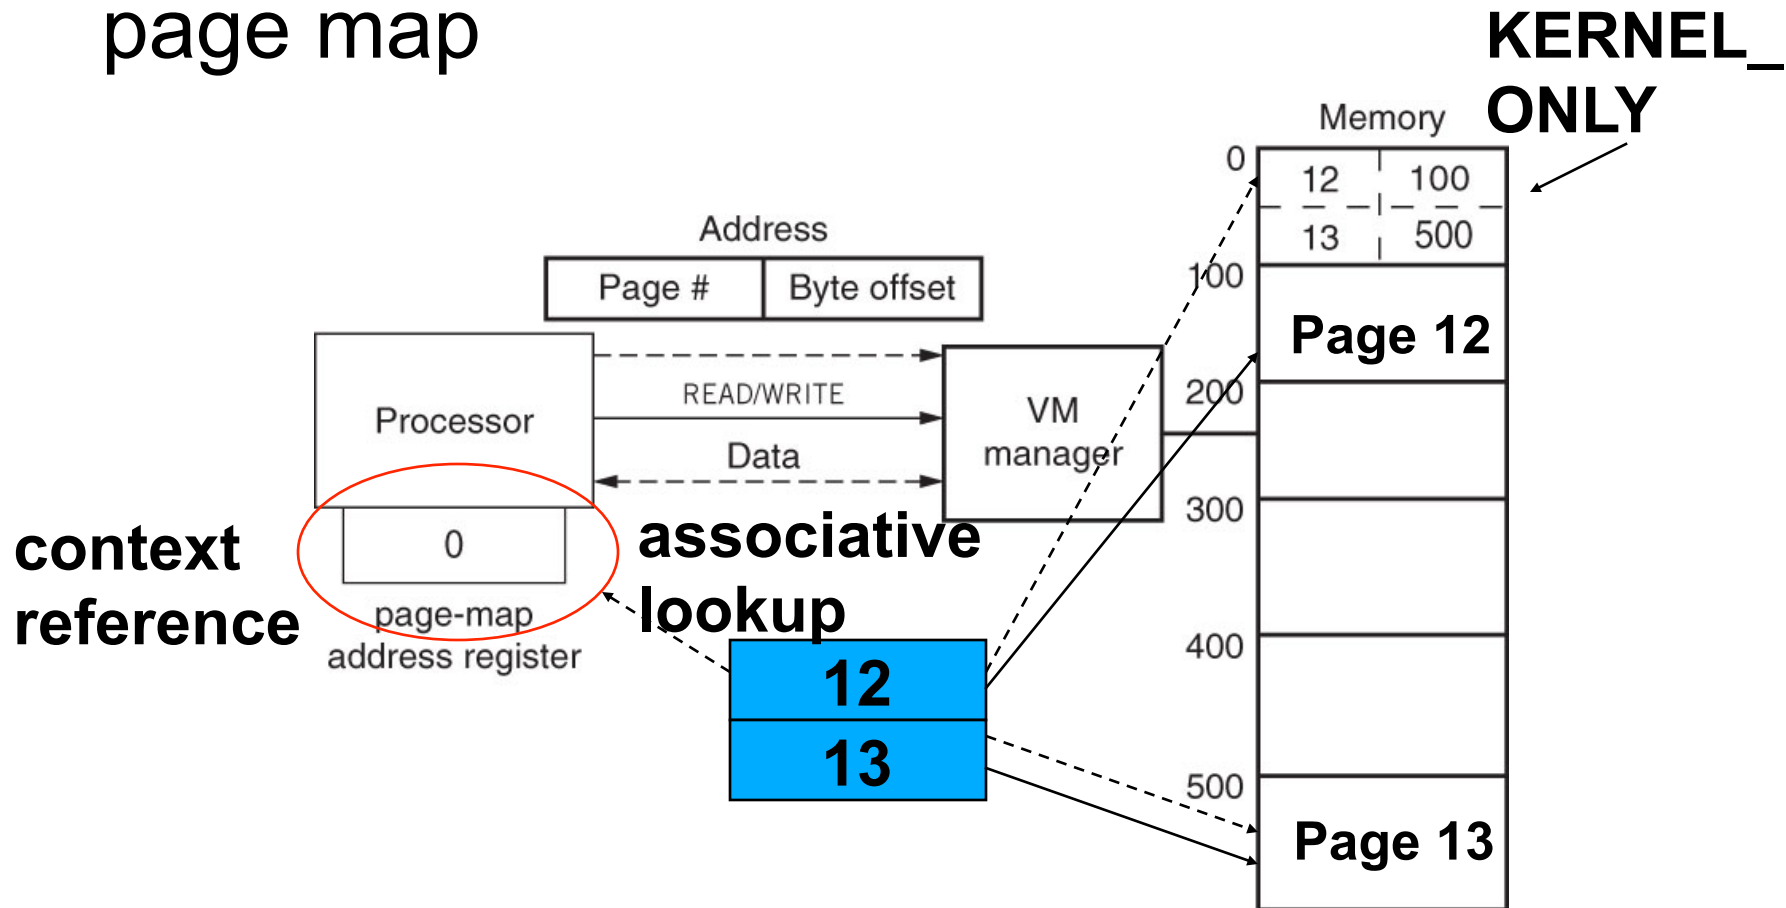 page map
KERNEL_
ONLY
Memory
0
12 100
13 500
100
Page 12
200
300
400
500
Page 13
Address
Page # Byte offset
READ/WRITE
Data
Processor
VM
manager
0
page-map
address register
context
reference
associative
lookup
12
13